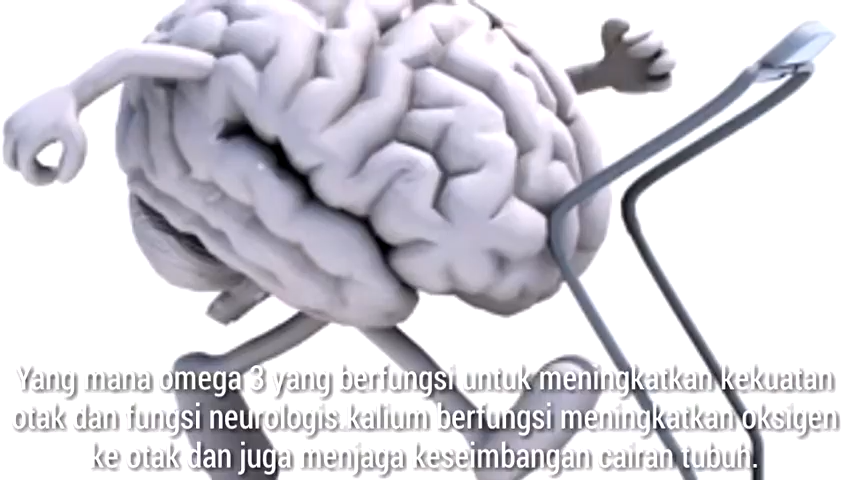 Yang mana omega 3 yang berfungsi untuk meningkatkan kekuatan
otak dan fungsi neurologis.kalium berfungsi meningkatkan oksigen
ke otak dan juga menjaga keseimbangan cairan tubuh.